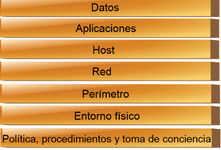 Datos
Aplicaciones
Host
Red
Perímetro
Entorno físico
Política, procedimientos y toma de conciencia